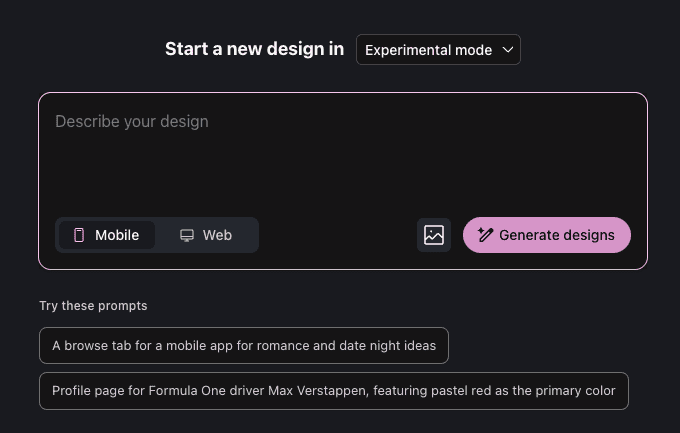 Start a new design in Experimental mode
Describe your design
Mobile Web Generate designs
Try these prompts
A browse tab for a mobile app for romance and date night ideas
Profile page for Formula One driver Max Verstappen, featuring pastel red as the primary color